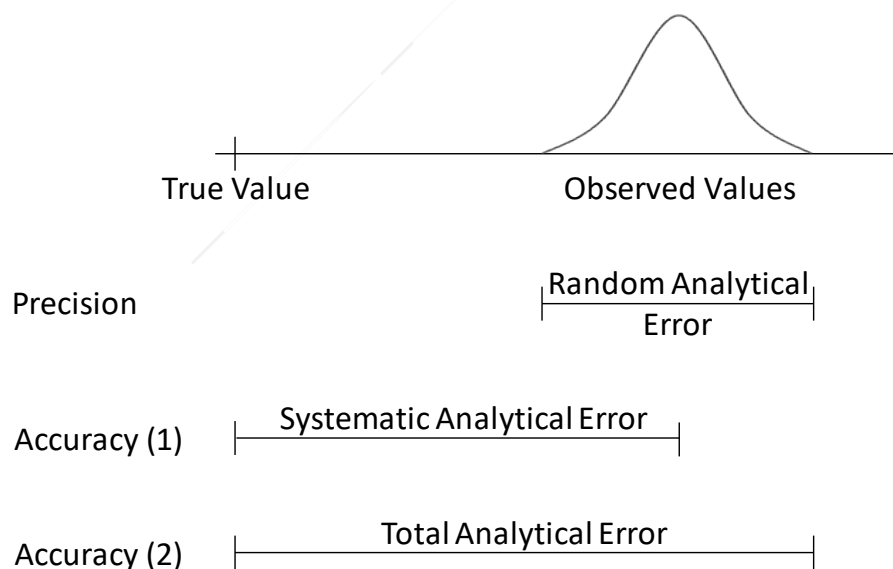 True Value
Observed Values
Precision
Random Analytical
Error
Accuracy (1)
Systematic Analytical Error
Accuracy (2)
Total Analytical Error